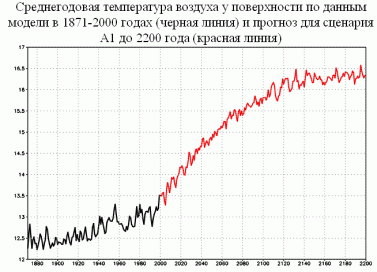 Среднегодовая температура воздуха у поверхности по данным
модели в 1871-2000 годах (черная линия) и прогноз для сценария
А1 до 2200 года (красная линия)
17
16.5
16
15.5
15
14.5
14
13.5
13
12.5
12
1880 1900 1920 1940 1960 1980 2000 2020 2040 2060 2080 2100 2120 2140 2160 2180 2200